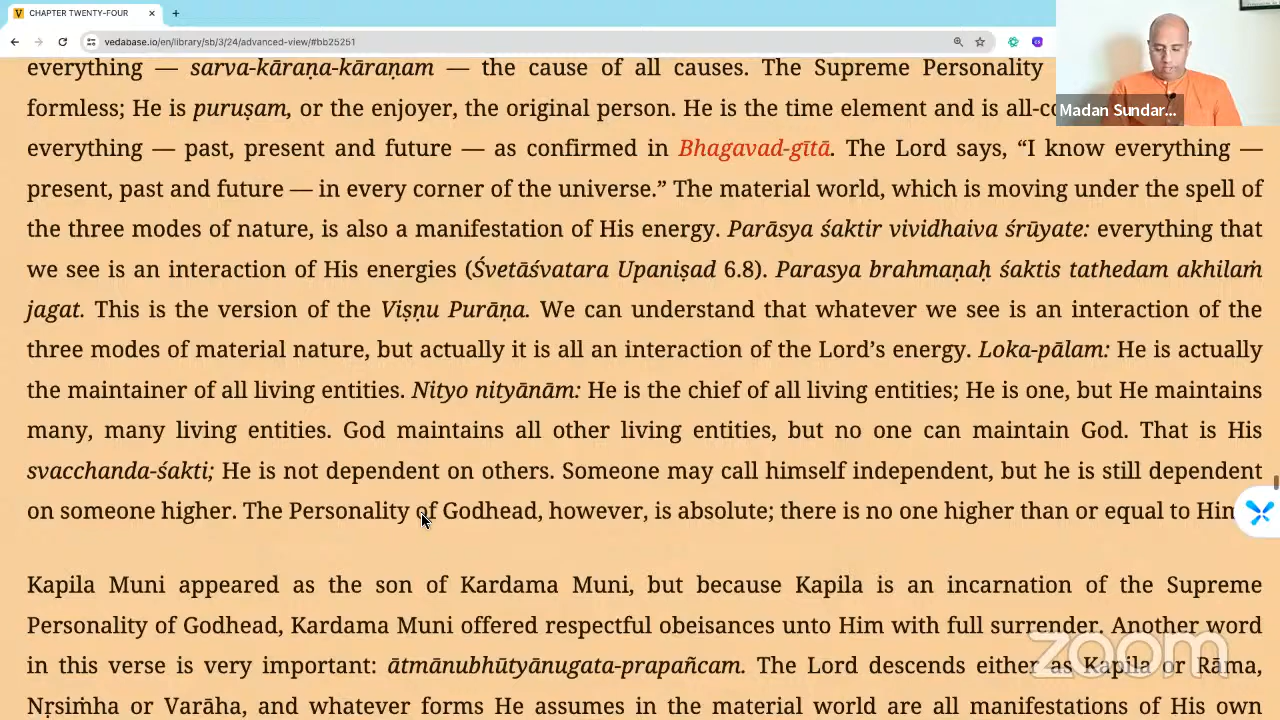 CHAPTER TWENTY-FOUR
vedabase.io/en/library/sb/3/24/advanced-view/#bb25251
Madan Sundar...
everything — sarva-kāraṇa-kāraṇam — the cause of all causes. The Supreme Personality
formless; He is puruṣam, or the enjoyer, the original person. He is the time element and is
everything — past, present and future — as confirmed in Bhagavad-gītā. The Lord says, “I know everything —
present, past and future — in every corner of the universe.” The material world, which is moving under the spell of
the three modes of nature, is also a manifestation of His energy. Parāsya śaktir vividhaiva śrūyate: everything that
we see is an interaction of His energies (Śvetāśvatara Upaniṣad 6.8). Parasya brahmaṇaḥ śaktis tathedam akhilaṁ
jagat. This is the version of the Viṣṇu Purāṇa. We can understand that whatever we see is an interaction of the
three modes of material nature, but actually it is all an interaction of the Lord’s energy. Loka-pālam: He is actually
the maintainer of all living entities. Nityo nityānām: He is the chief of all living entities; He is one, but He maintains
many, many living entities. God maintains all other living entities, but no one can maintain God. That is His
svacchanda-śakti; He is not dependent on others. Someone may call himself independent, but he is still dependent
on someone higher. The Personality of Godhead, however, is absolute; there is no one higher than or equal to Him
Kapila Muni appeared as the son of Kardama Muni, but because Kapila is an incarnation of the Supreme
Personality of Godhead, Kardama Muni offered respectful obeisances unto Him with full surrender. Another word
in this verse is very important: ātmānubhūtyānugata-prapañcam. The Lord descends either as Kapila or Rāma,
Nṛsiṁha or Varāha, and whatever forms He assumes in the material world are all manifestations of His own
zoom